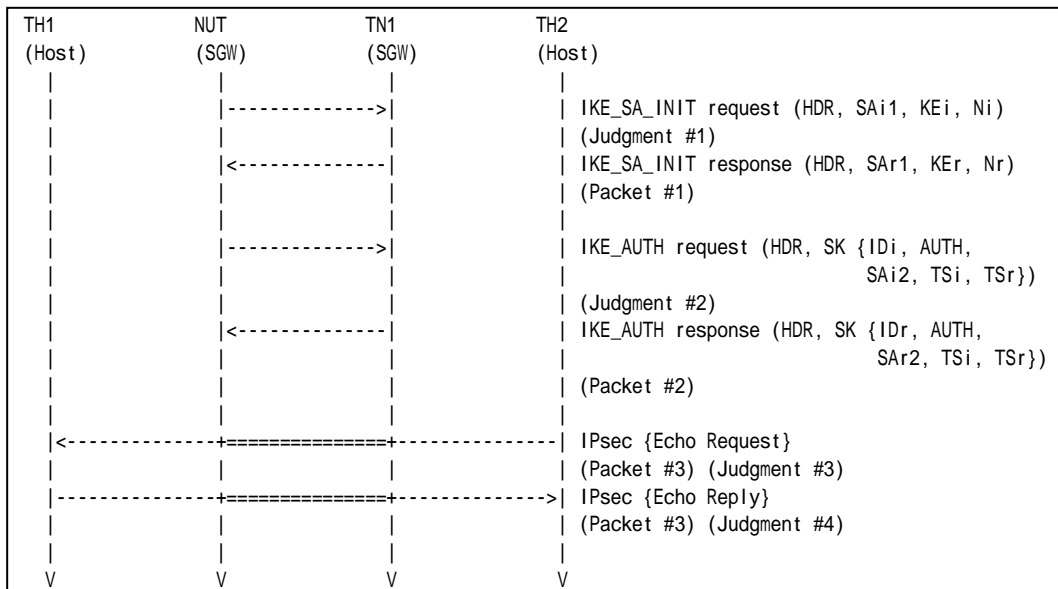 TH1 NUT TN1 TH2
(Host) (SGW) (SGW) (Host)
| | | |
|-------------->| | IKE_SA_INIT request (HDR, SAi1, KEi, Ni)
| | | | (Judgment #1)
| |<--------------| | IKE_SA_INIT response (HDR, SAr1, KEr, Nr)
| | | | (Packet #1)
| | | |
| |-------------->| | IKE_AUTH request (HDR, SK {IDi, AUTH,
| | | | SAi2, TSi, TSr})
| | | | (Judgment #2)
| |<--------------| | IKE_AUTH response (HDR, SK {IDr, AUTH,
| | | | SAr2, TSi, TSr})
| | | | (Packet #2)
| | | |
|<--------------+===============+--------------| IPsec {Echo Request}
| | | | (Packet #3) (Judgment #3)
|---------------+===============+------------->| IPsec {Echo Reply}
| | | | (Packet #3) (Judgment #4)
| | | |
V V V V